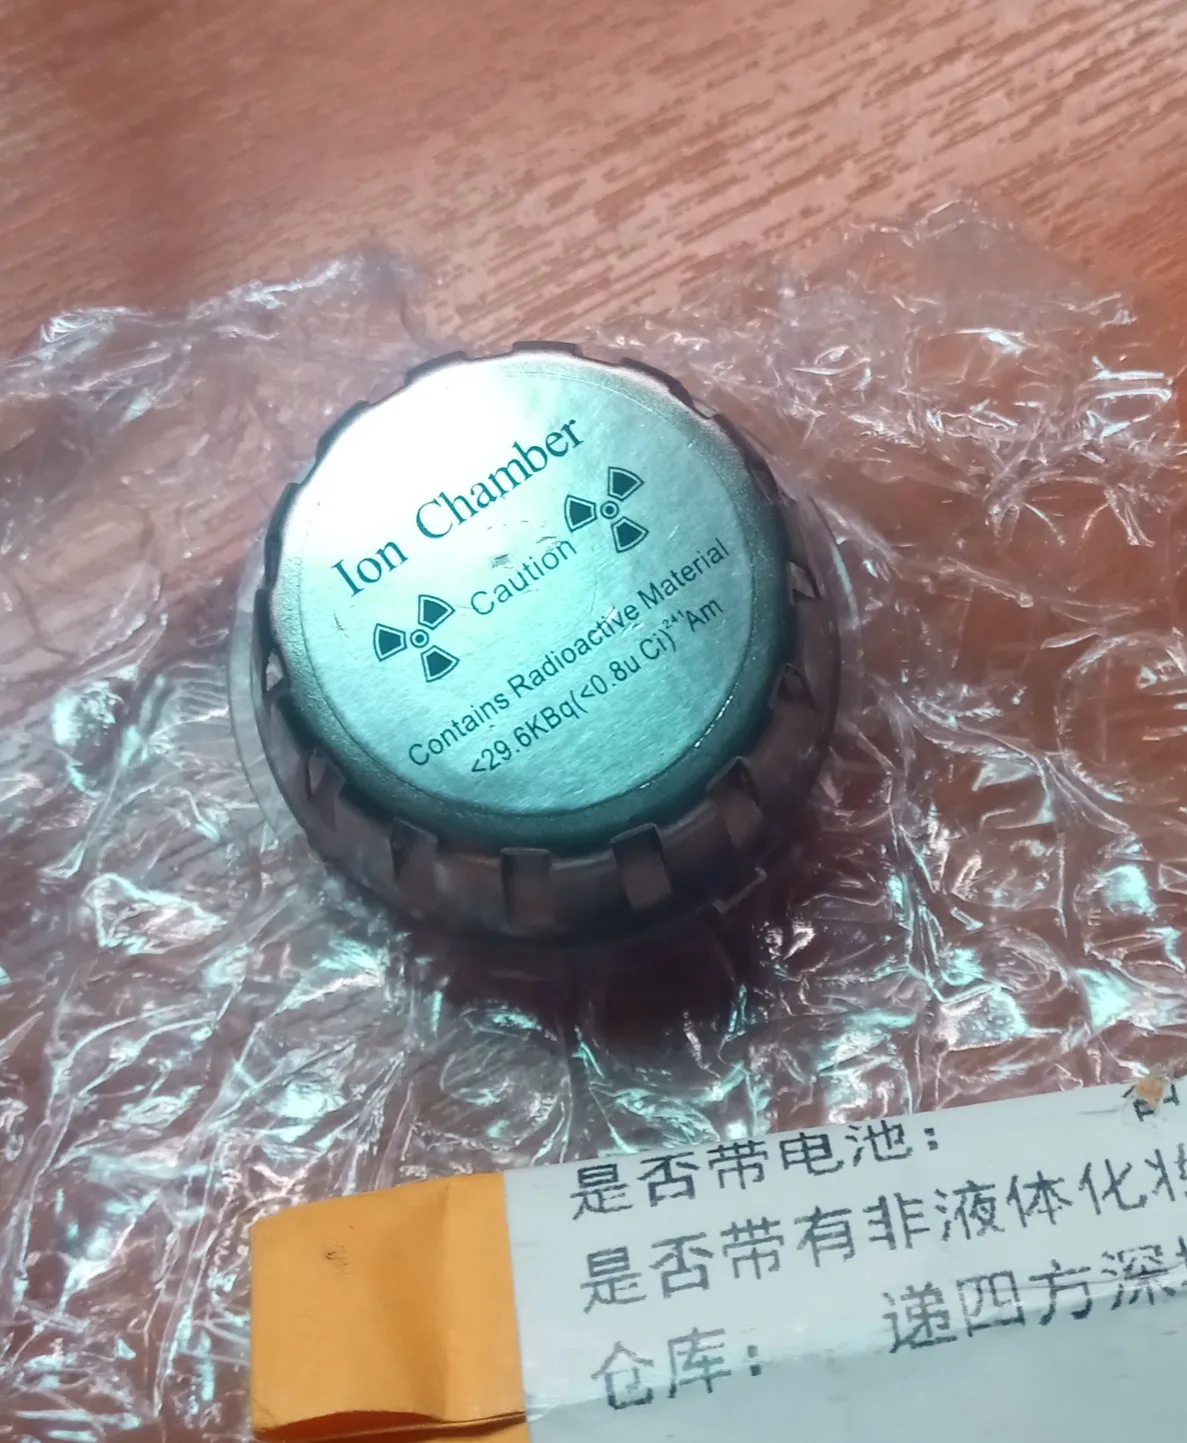 Ion Chamber
Caution
Contains Radioactive Material
<29.6KBq(<0.8u Ci)²⁴¹Am
是否带电池:
是否带有非液体化妆
仓库: 递四方深